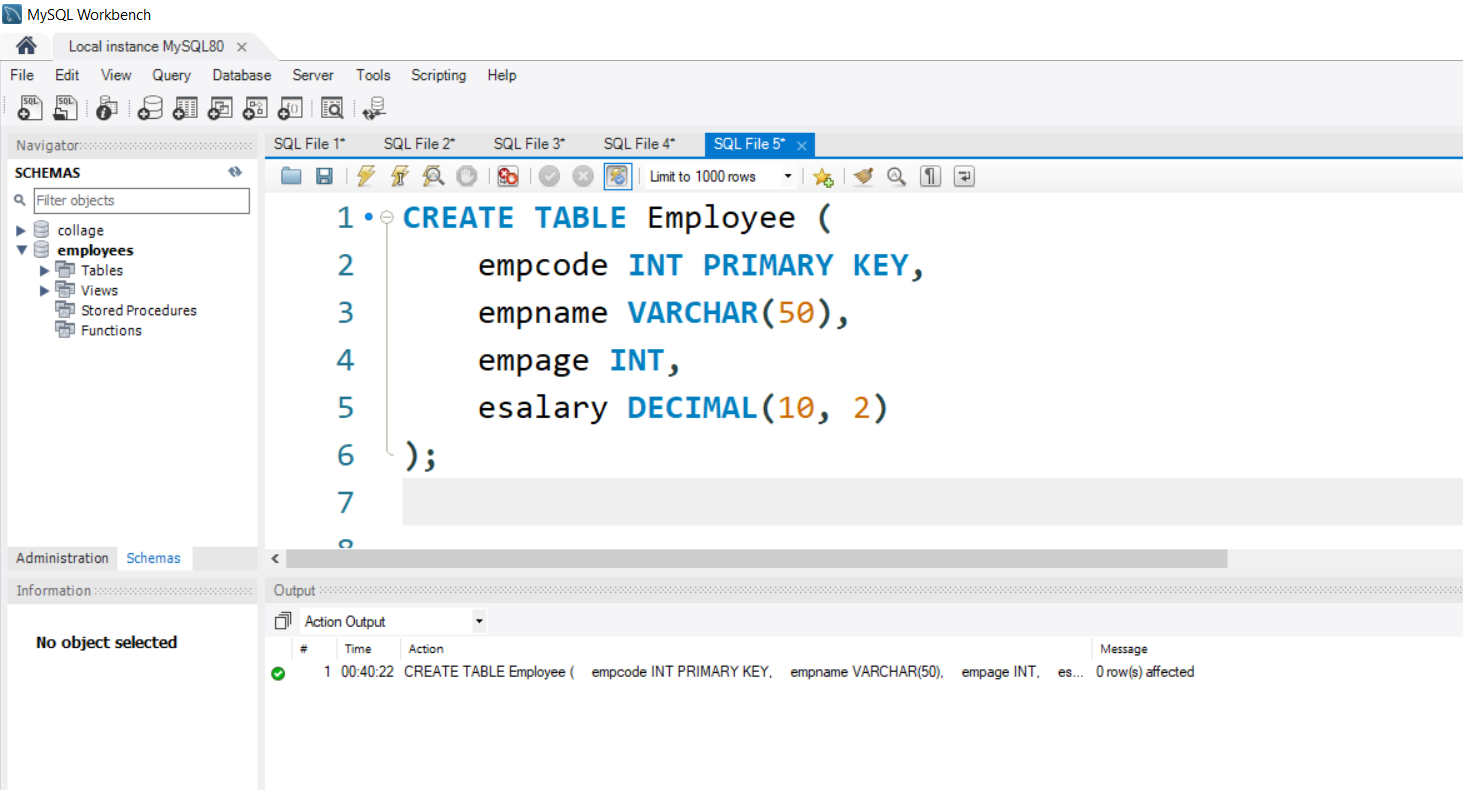 MySQL Workbench
Local instance MySQL80
File Edit View Query Database Server Tools Scripting Help
Navigator
SCHEMAS
Filter objects
collage
employees
Tables
Views
Stored Procedures
Functions
Administration Schemas
Information
No object selected
SQL File 1* SQL File 2* SQL File 3* SQL File 4* SQL File 5*
Limit to 1000 rows
1 CREATE TABLE Employee (
2 empcode INT PRIMARY KEY,
3 empname VARCHAR(50),
4 empage INT,
5 esalary DECIMAL(10, 2)
6 );
7
8
Output
Action Output
# Time Action Message
1 00:40:22 CREATE TABLE Employee ( empcode INT PRIMARY KEY, empname VARCHAR(50), empage INT, es... 0 row(s) affected